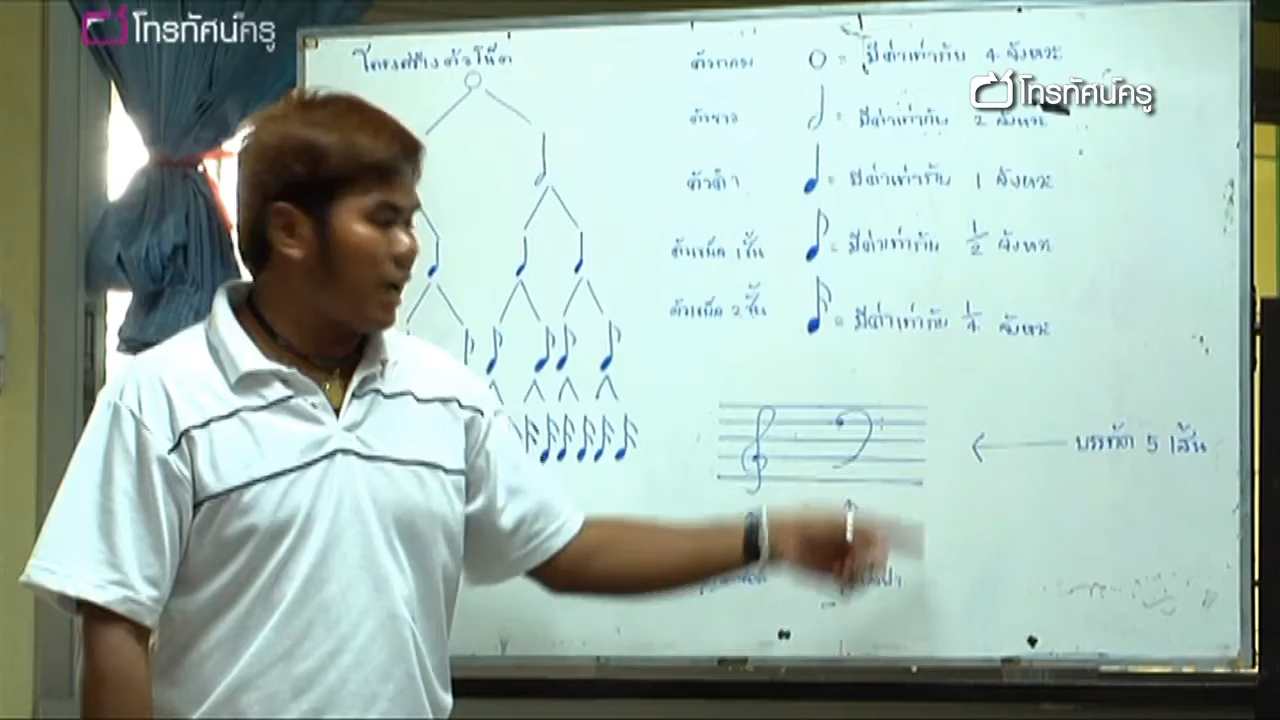 โทรทัศน์ครู
โทรทัศน์ครู
โครงสร้างตัวโน้ต
ตัวกลม = มีค่าเท่ากับ 4 จังหวะ
ตัวขาว = มีค่าเท่ากับ 2 จังหวะ
ตัวดำ = มีค่าเท่ากับ 1 จังหวะ
ตัวเขบ็ต 1 ชั้น = มีค่าเท่ากับ 1/2 จังหวะ
ตัวเขบ็ต 2 ชั้น = มีค่าเท่ากับ 1/4 จังหวะ
บรรทัด 5 เส้น